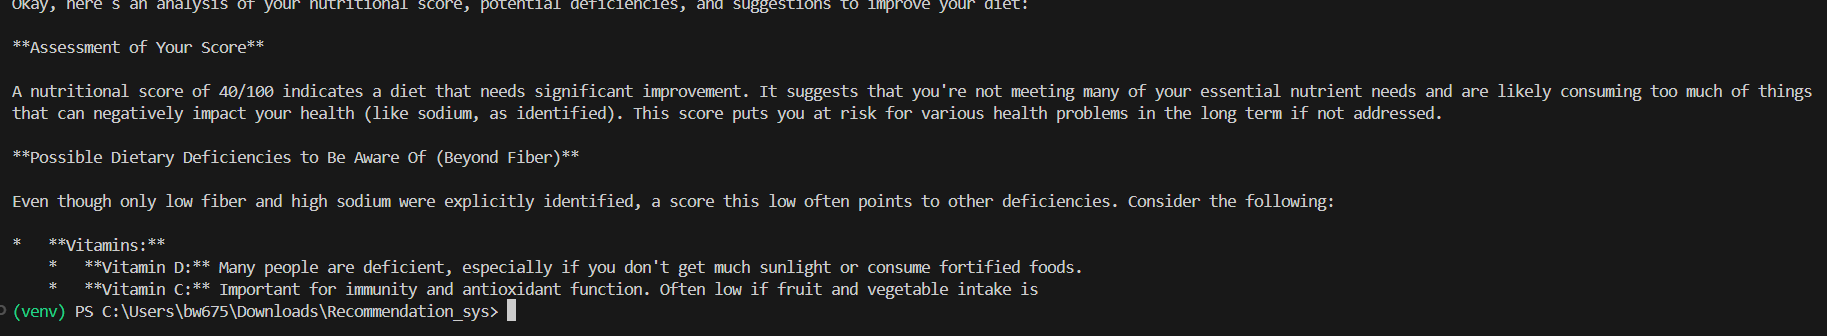 Okay, here's an analysis of your nutritional score, potential deficiencies, and suggestions to improve your diet:
**Assessment of Your Score**
A nutritional score of 40/100 indicates a diet that needs significant improvement. It suggests that you're not meeting many of your essential nutrient needs and are likely consuming too much of things
that can negatively impact your health (like sodium, as identified). This score puts you at risk for various health problems in the long term if not addressed.
**Possible Dietary Deficiencies to Be Aware Of (Beyond Fiber)**
Even though only low fiber and high sodium were explicitly identified, a score this low often points to other deficiencies. Consider the following:
*   **Vitamins:**
    *   **Vitamin D:** Many people are deficient, especially if you don't get much sunlight or consume fortified foods.
    *   **Vitamin C:** Important for immunity and antioxidant function. Often low if fruit and vegetable intake is
(venv) PS C:\Users\bw675\Downloads\Recommendation_sys>